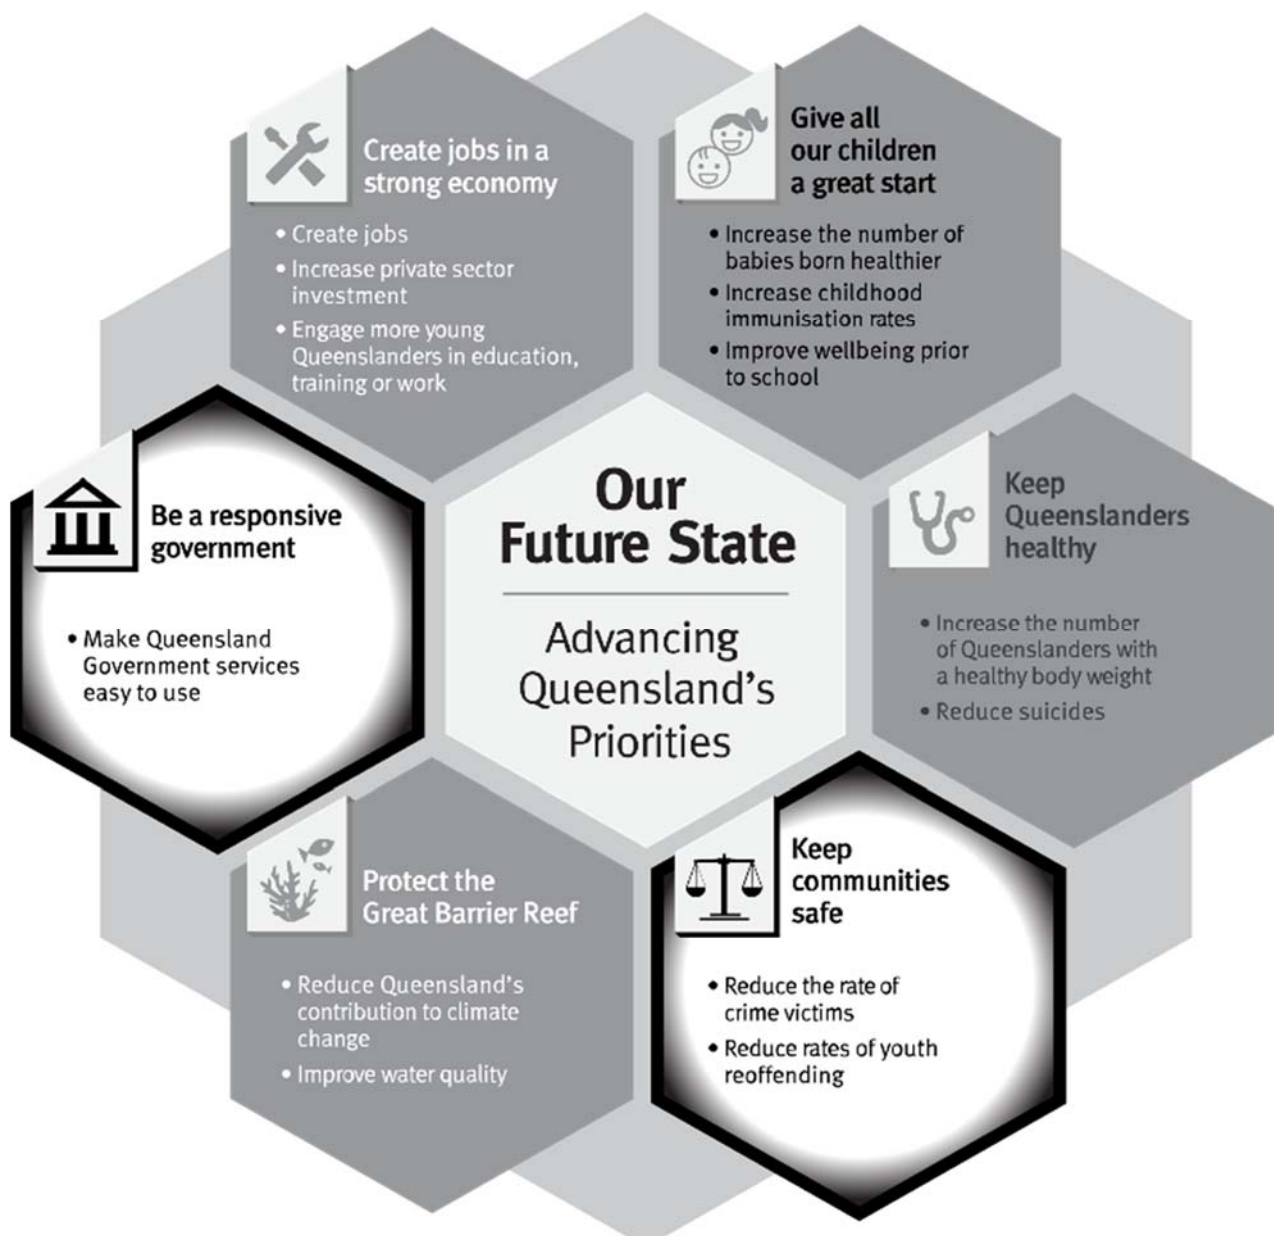 Create jobs in a
strong economy
• Create jobs
• Increase private sector
investment
• Engage more young
Queenslanders in education,
training or work
Give all
our children
a great start
• Increase the number of
babies born healthier
• Increase childhood
immunisation rates
• Improve wellbeing prior
to school
Be a responsive
government
• Make Queensland
Government services
easy to use
Our
Future State
Advancing
Queensland's
Priorities
Keep
Queenslanders
healthy
• Increase the number
of Queenslanders with
a healthy body weight
• Reduce suicides
Protect the
Great Barrier Reef
• Reduce Queensland's
contribution to climate
change
• Improve water quality
Keep
communities
safe
• Reduce the rate of
crime victims
• Reduce rates of youth
reoffending